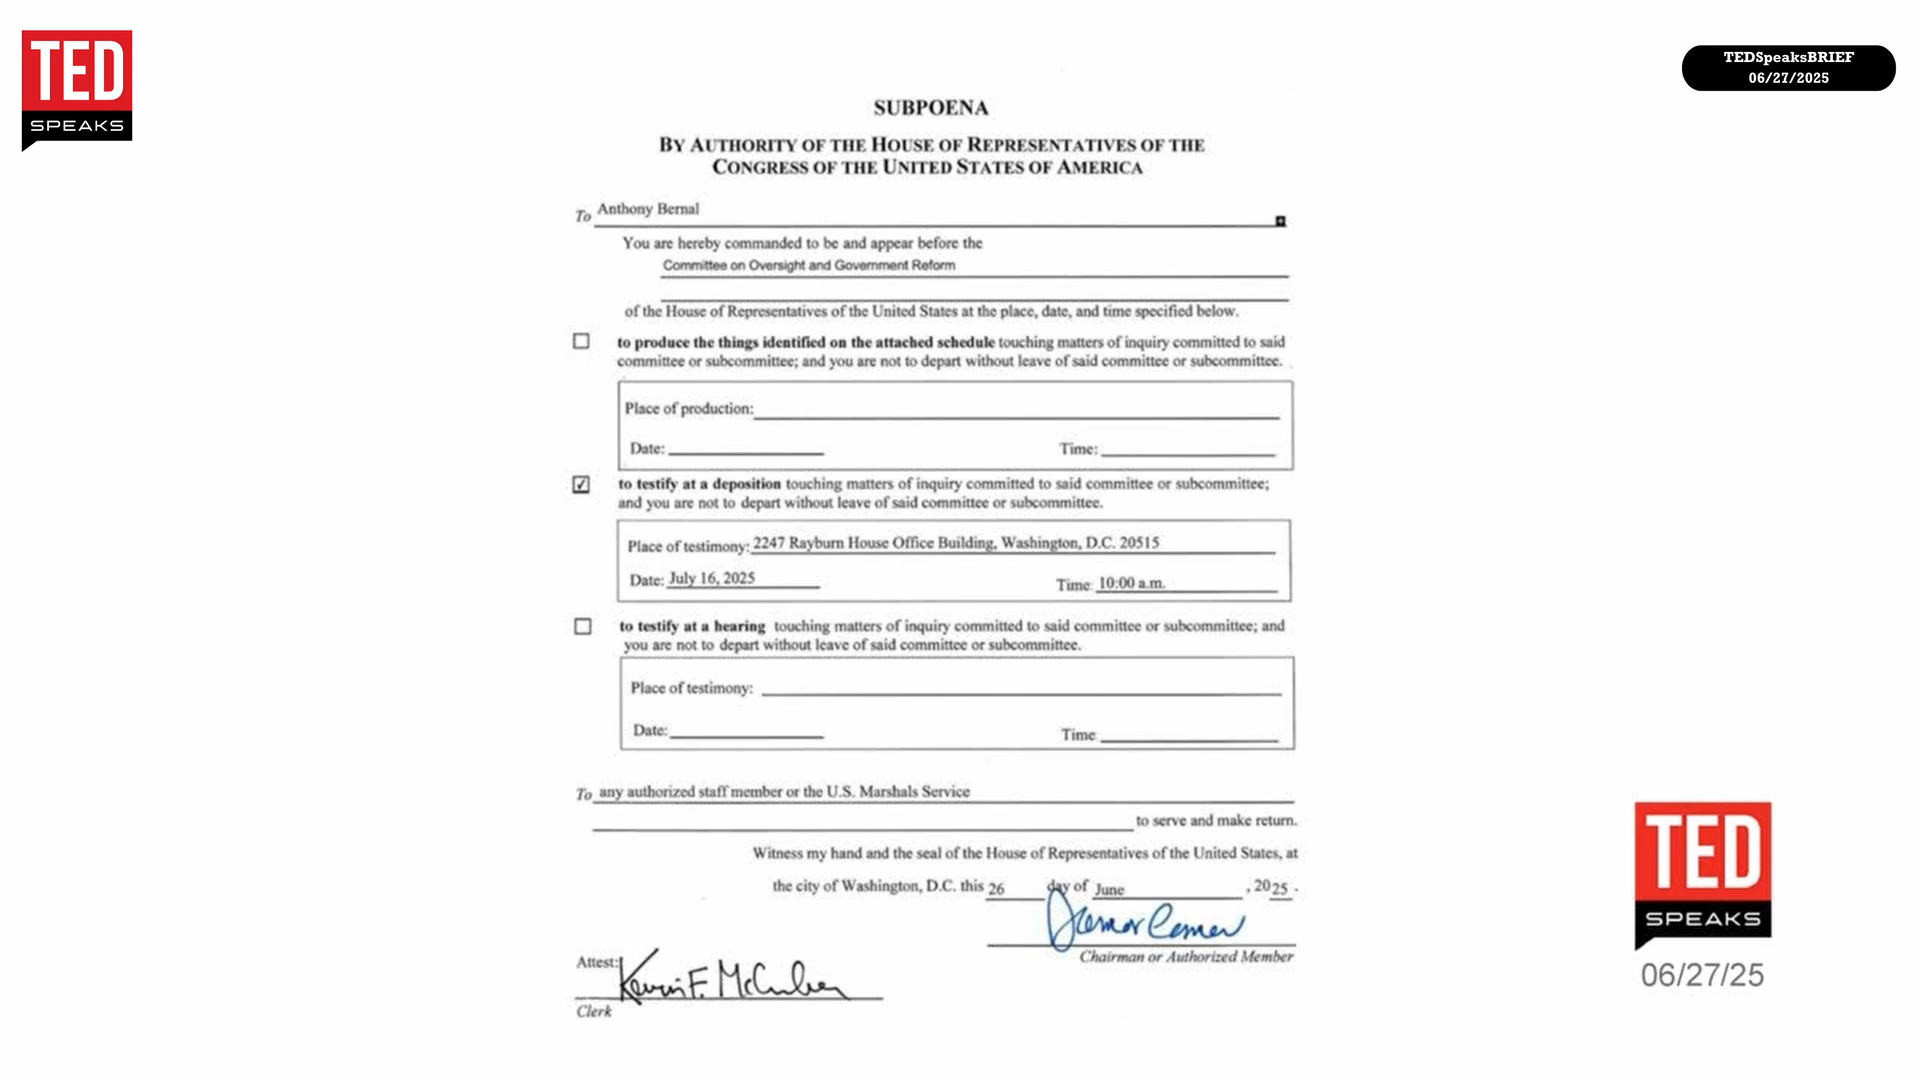 TED
SPEAKS
TEDSpeaksBRIEF
06/27/2025
SUBPOENA
BY AUTHORITY OF THE HOUSE OF REPRESENTATIVES OF THE
CONGRESS OF THE UNITED STATES OF AMERICA
To Anthony Bernal
You are hereby commanded to be and appear before the
Committee on Oversight and Government Reform
of the House of Representatives of the United States at the place, date, and time specified below.
to produce the things identified on the attached schedule touching matters of inquiry committed to said
committee or subcommittee; and you are not to depart without leave of said committee or subcommittee.
Place of production:
Date: Time:
to testify at a deposition touching matters of inquiry committed to said committee or subcommittee;
and you are not to depart without leave of said committee or subcommittee.
Place of testimony: 2247 Rayburn House Office Building, Washington, D.C. 20515
Date: July 16, 2025 Time: 10:00 a.m.
to testify at a hearing touching matters of inquiry committed to said committee or subcommittee; and
you are not to depart without leave of said committee or subcommittee.
Place of testimony:
Date: Time
To any authorized staff member or the U.S. Marshals Service
to serve and make return.
Witness my hand and the seal of the House of Representatives of the United States, at
the city of Washington, D.C. this 26 day of June , 2025 .
Chairman or Authorized Member
Attest: Kevin F. McCumber
Clerk
TED
SPEAKS
06/27/25